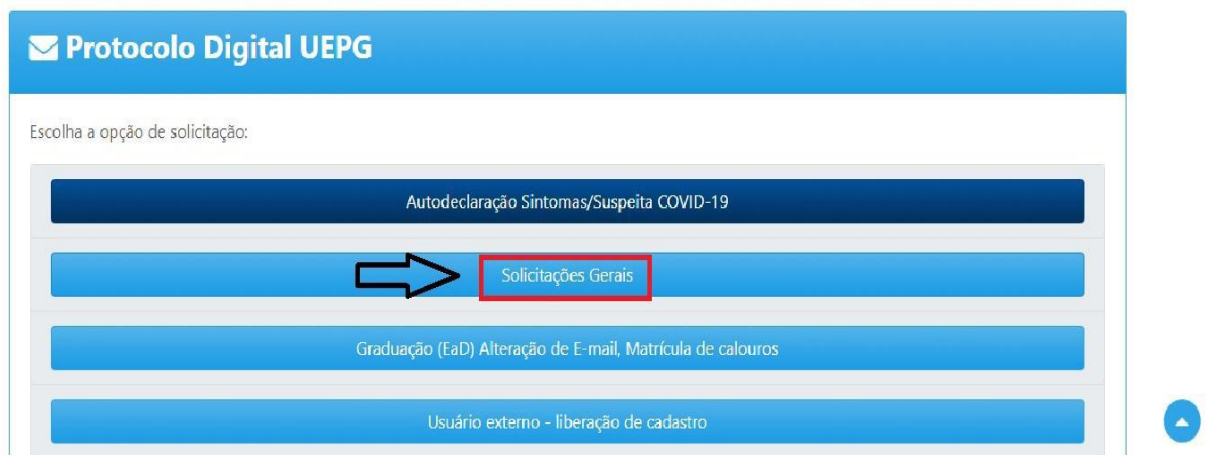 Protocolo Digital UEPG
Escolha a opção de solicitação:
Autodeclaração Sintomas/Suspeita COVID-19
Solicitações Gerais
Graduação (EaD) Alteração de E-mail, Matrícula de calouros
Usuário externo - liberação de cadastro